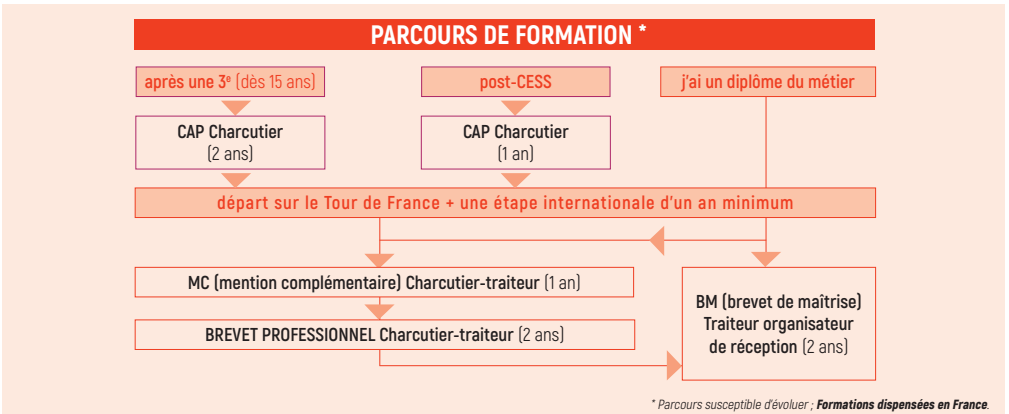 PARCOURS DE FORMATION *
après une 3e (dès 15 ans)
post-CESS
j'ai un diplôme du métier
CAP Charcutier
(2 ans)
CAP Charcutier
(1 an)
départ sur le Tour de France + une étape internationale d'un an minimum
MC (mention complémentaire) Charcutier-traiteur (1 an)
BREVET PROFESSIONNEL Charcutier-traiteur (2 ans)
BM (brevet de maîtrise)
Traiteur organisateur
de réception (2 ans)
* Parcours susceptible d'évoluer ; Formations dispensées en France.